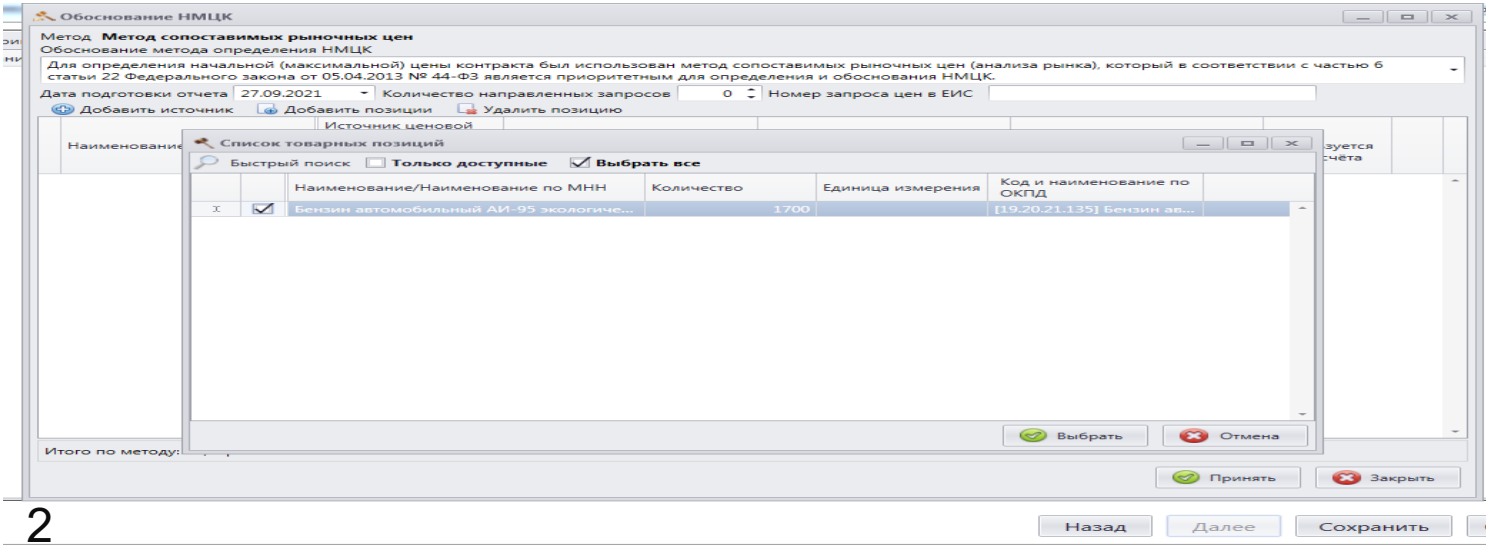 Обоснование НМЦК
Метод Метод сопоставимых рыночных цен
Обоснование метода определения НМЦК
Для определения начальной (максимальной) цены контракта был использован метод сопоставимых рыночных цен (анализа рынка), который в соответствии с частью 6
статьи 22 Федерального закона от 05.04.2013 № 44-ФЗ является приоритетным для определения и обоснования НМЦК.
Дата подготовки отчета 27.09.2021 Количество направленных запросов 0 Номер запроса цен в ЕИС
Добавить источник Добавить позиции Удалить позицию
Источник ценовой
Наименование
Список товарных позиций
Быстрый поиск Только доступные Выбрать все
Наименование/Наименование по МНН Количество Единица измерения Код и наименование по
ОКПД
Бензин автомобильный АИ-95 экологиче... 1700 [19.20.21.135] Бензин ав...
Выбрать Отмена
Итого по методу:
Принять Закрыть
2
Назад Далее Сохранить